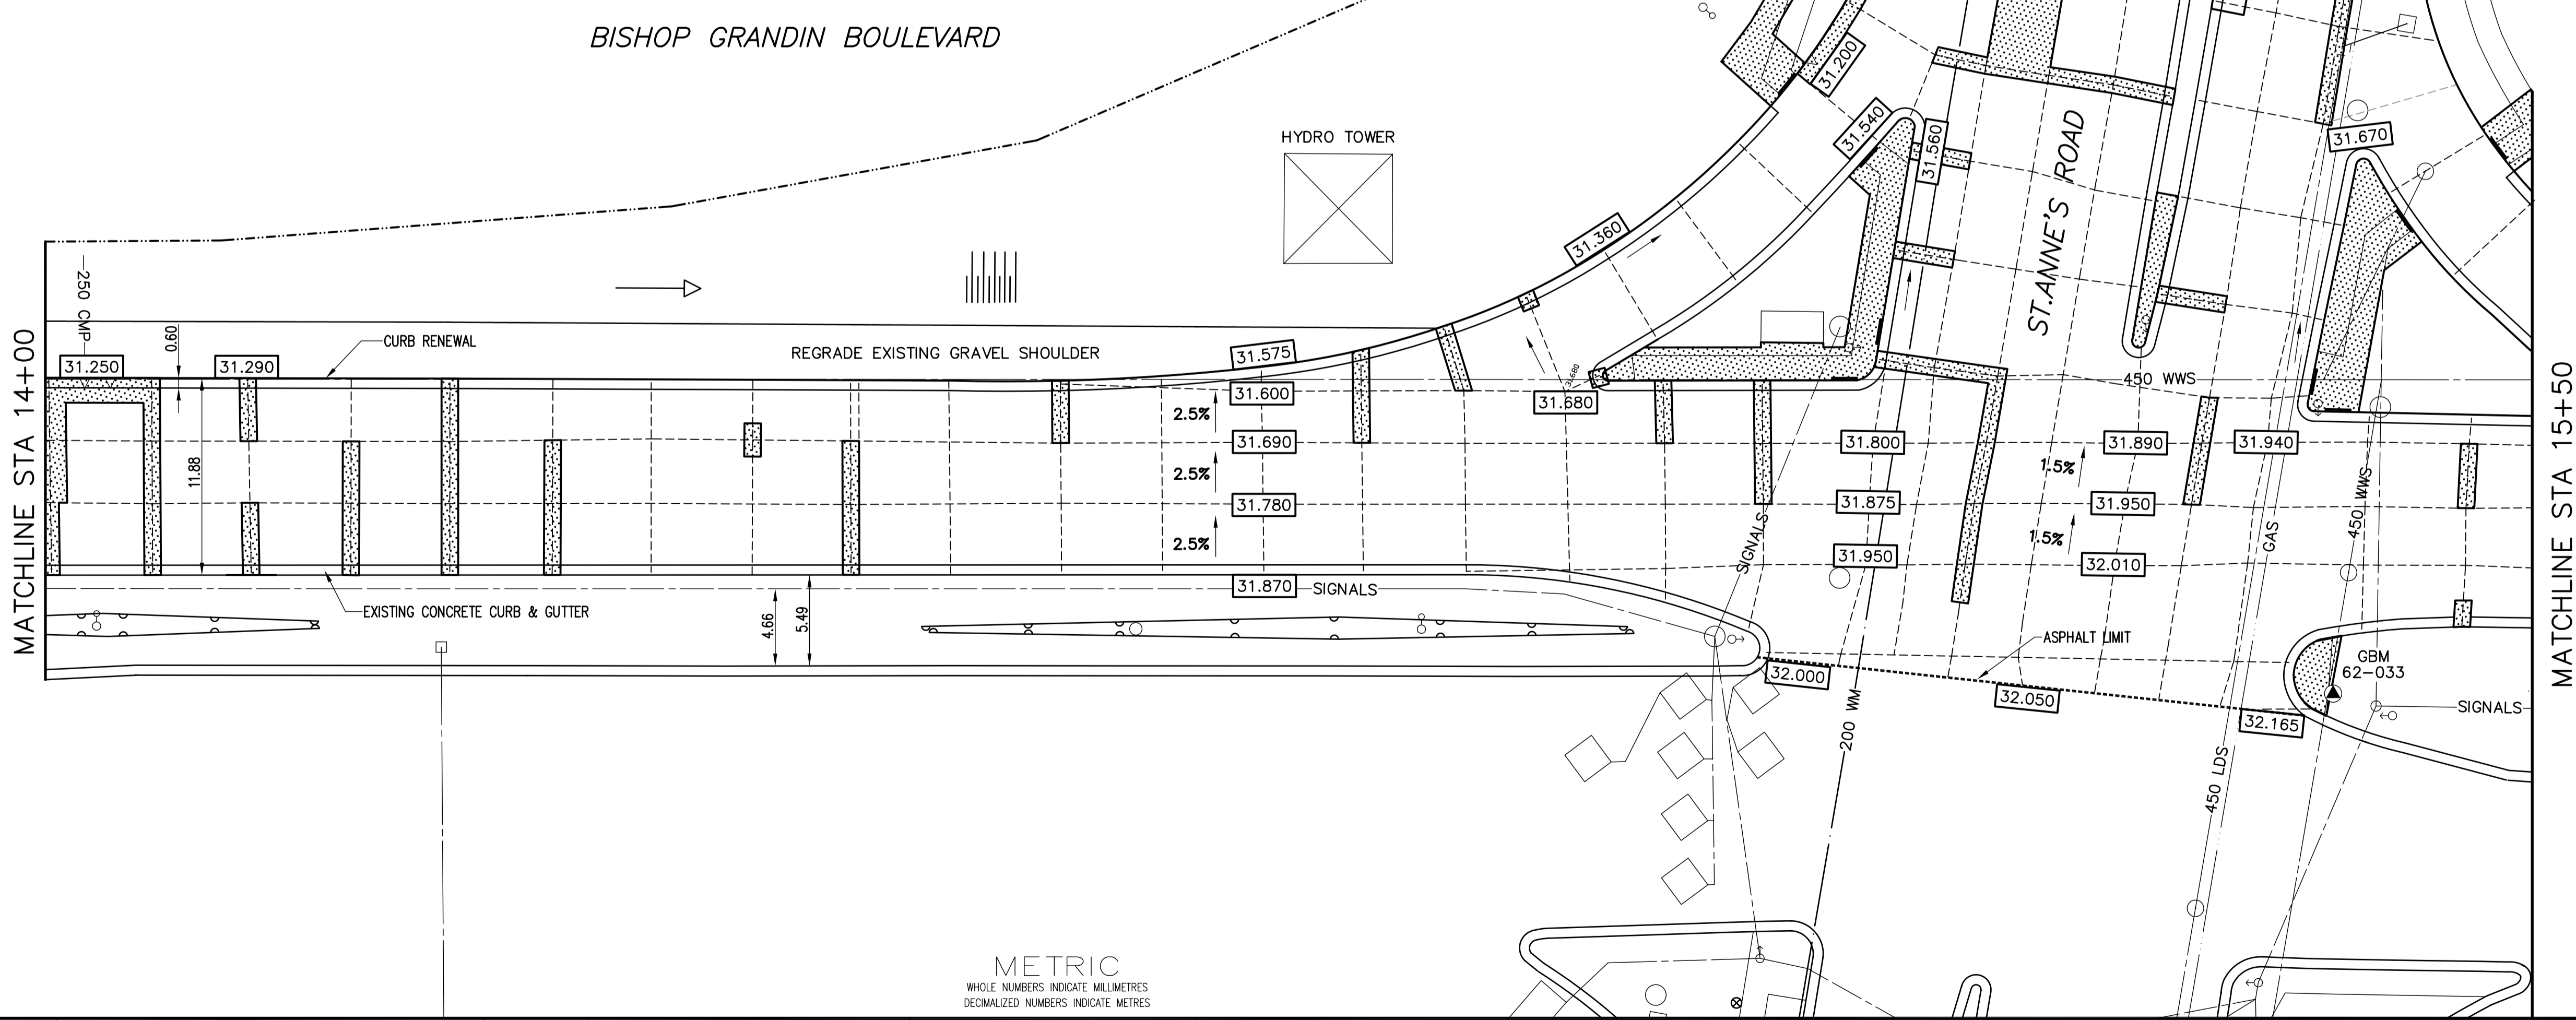 BISHOP GRANDIN BOULEVARD
HYDRO TOWER
ST.ANNE'S ROAD
31.200
31.540
31.560
31.670
31.360
250 CMP
0.60
CURB RENEWAL
REGRADE EXISTING GRAVEL SHOULDER
31.250
31.290
31.575
31.600
31.680
31.680
450 WWS
MATCHLINE STA 14+00
MATCHLINE STA 15+50
11.88
2.5%
31.690
31.800
31.890
31.940
2.5%
1.5%
31.780
31.875
31.950
2.5%
1.5%
31.950
32.010
SIGNALS
GAS
450 WWS
31.870
SIGNALS
EXISTING CONCRETE CURB & GUTTER
4.66
5.49
ASPHALT LIMIT
GBM
62-033
32.000
32.050
32.165
SIGNALS
200 WM
450 LDS
METRIC
WHOLE NUMBERS INDICATE MILLIMETRES
DECIMALIZED NUMBERS INDICATE METRES